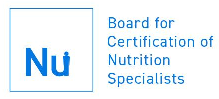 Nu
Board for
Certification of
Nutrition
Specialists